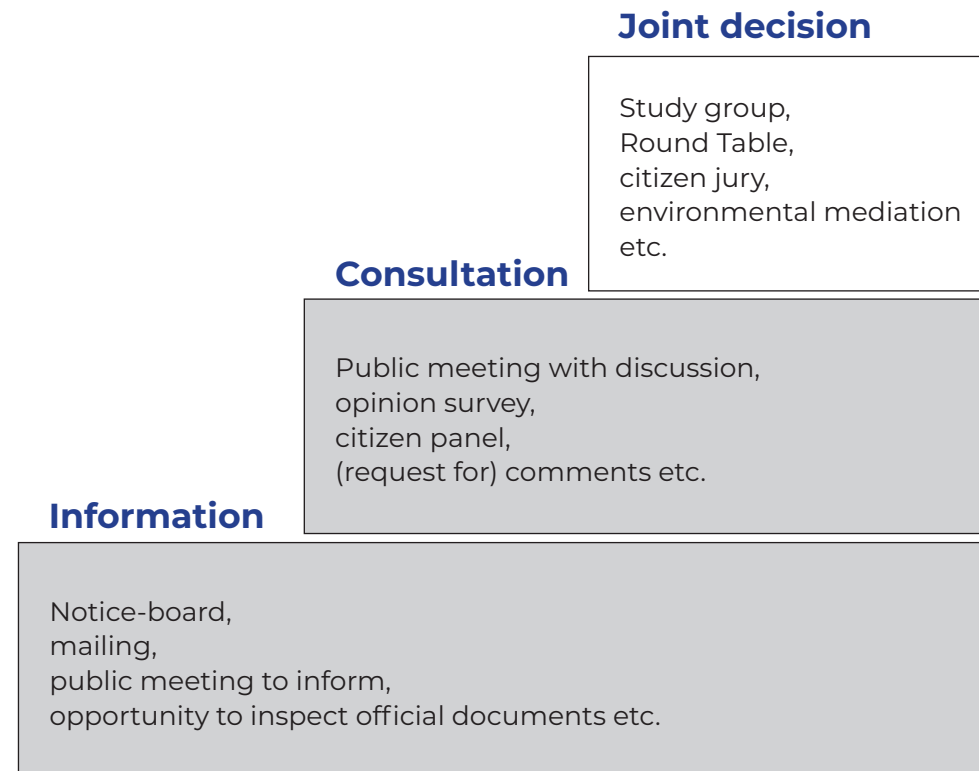 Joint decision
Study group,
Round Table,
citizen jury,
environmental mediation
etc.
Consultation
Public meeting with discussion,
opinion survey,
citizen panel,
(request for) comments etc.
Information
Notice-board,
mailing,
public meeting to inform,
opportunity to inspect official documents etc.